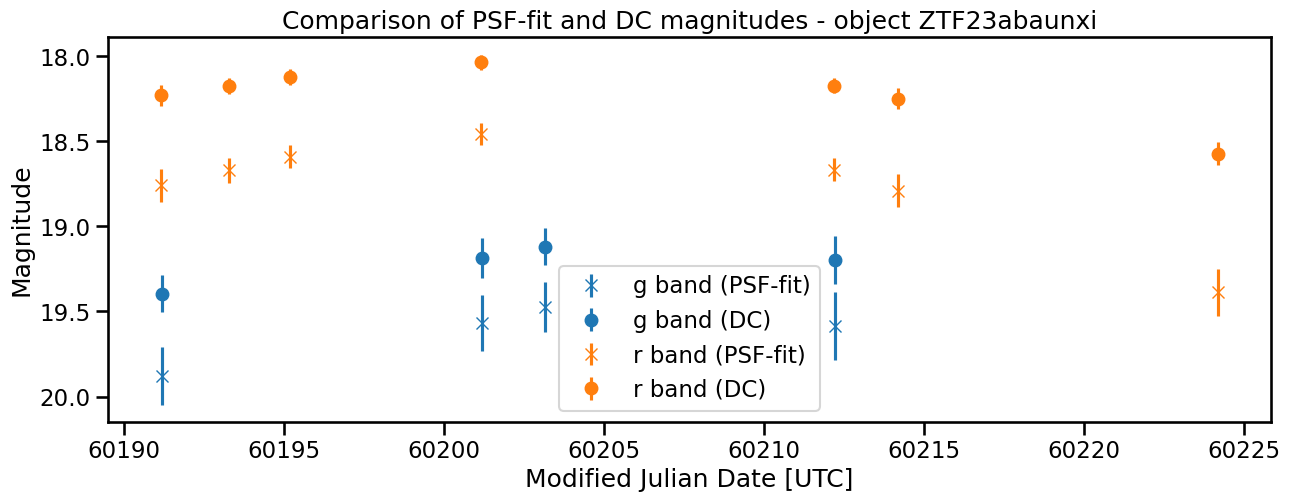 Comparison of PSF-fit and DC magnitudes - object ZTF23abaunxi
Magnitude
18.0
18.5
19.0
19.5
20.0
g band (PSF-fit)
g band (DC)
r band (PSF-fit)
r band (DC)
60190 60195 60200 60205 60210 60215 60220 60225
Modified Julian Date [UTC]